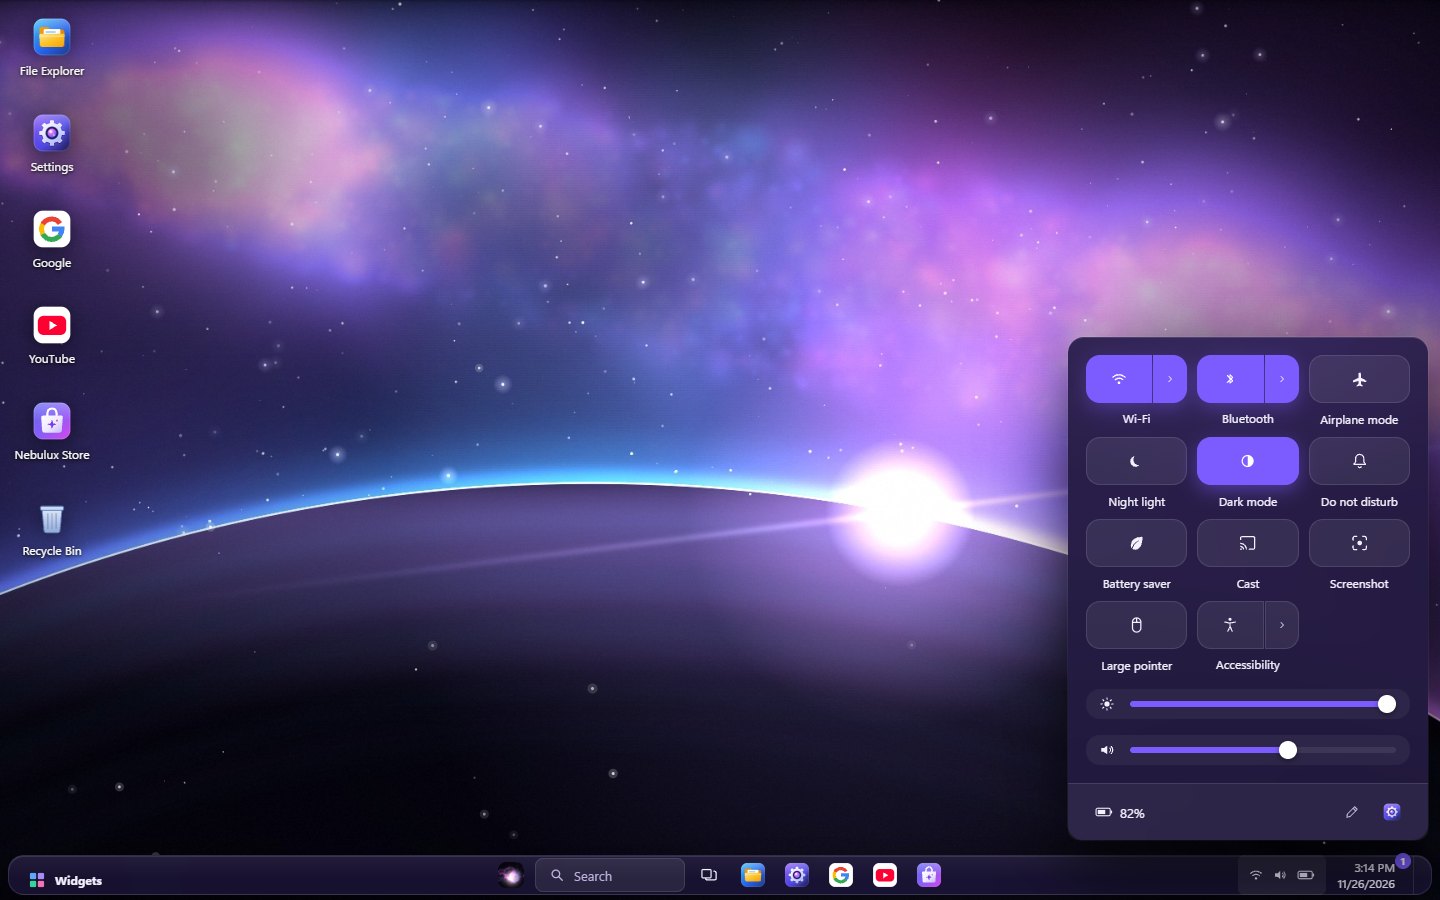 File Explorer
Settings
Google
YouTube
Nebulux Store
Recycle Bin
Wi-Fi
Bluetooth
Airplane mode
Night light
Dark mode
Do not disturb
Battery saver
Cast
Screenshot
Large pointer
Accessibility
82%
Widgets
Search
3:14 PM
1
11/26/2026